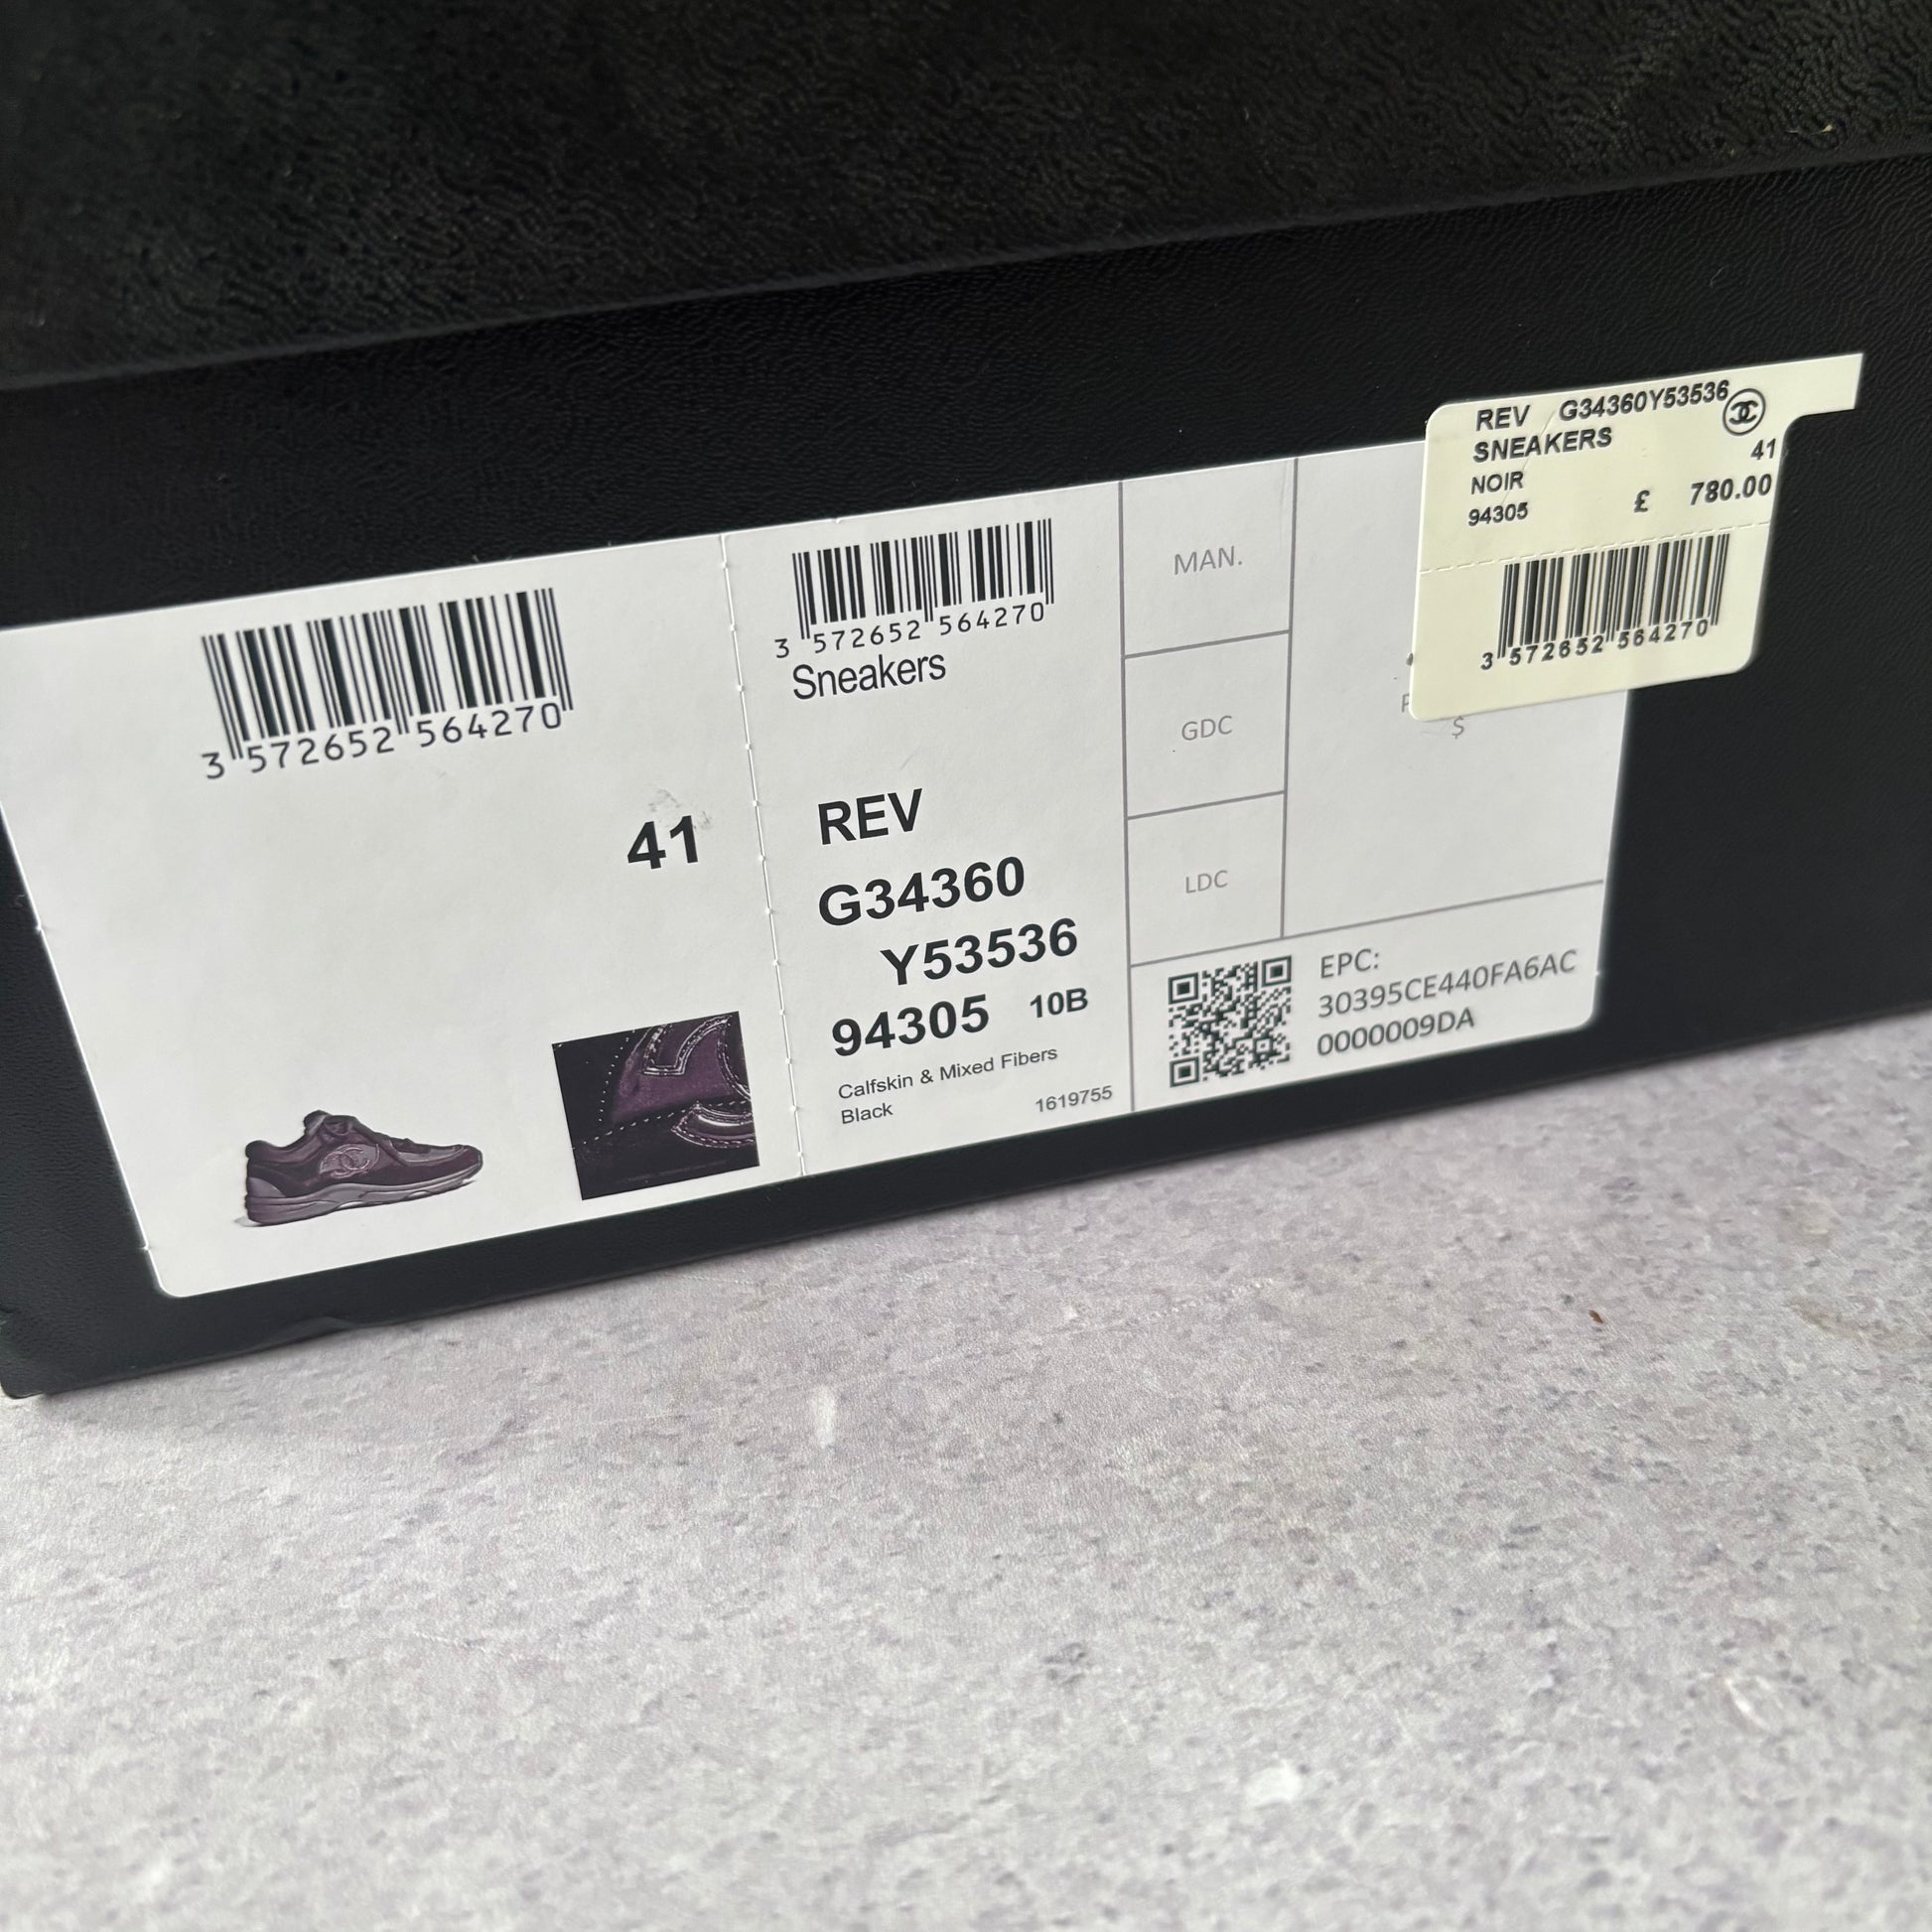 REV G34360Y53536
SNEAKERS
41
NOIR
94305 £ 780.00
3 572652 564270
3 572652 564270
41
3 572652 564270
Sneakers
REV
G34360
Y53536
94305 10B
Calfskin & Mixed Fibers
Black 1619755
MAN.
GDC
LDC
$
EPC:
30395CE440FA6AC
0000009DA